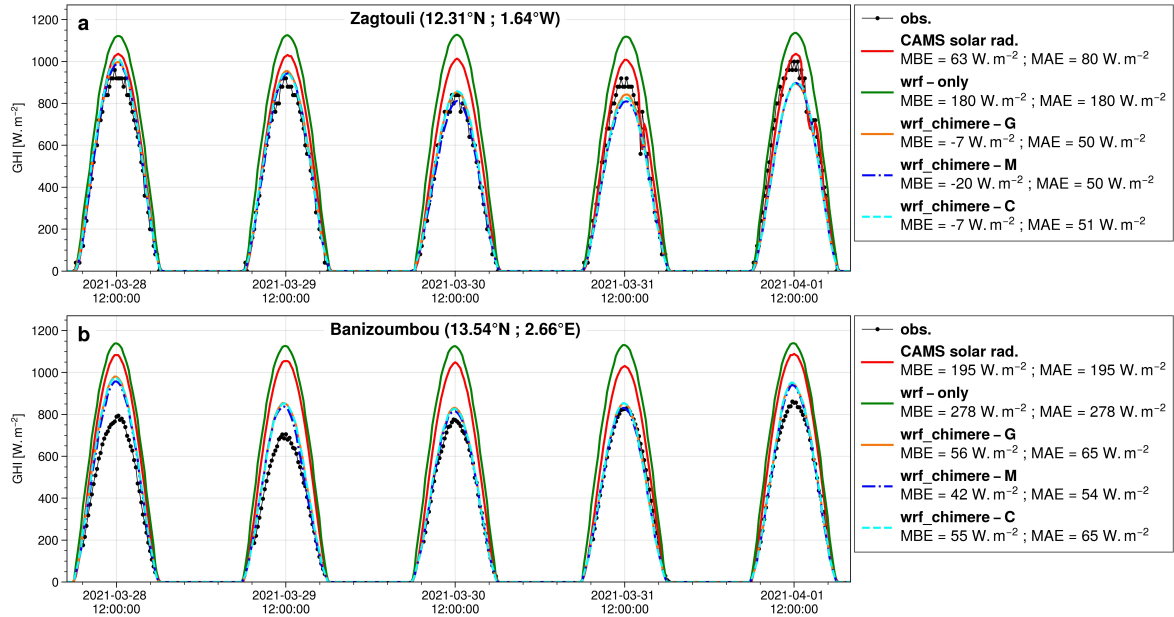 a
Zagtouli (12.31°N ; 1.64°W)
GHI [W. m⁻²]
1200
1000
800
600
400
200
0
2021-03-28
12:00:00
2021-03-29
12:00:00
2021-03-30
12:00:00
2021-03-31
12:00:00
2021-04-01
12:00:00
obs.
CAMS solar rad.
MBE = 63 W. m⁻² ; MAE = 80 W. m⁻²
wrf – only
MBE = 180 W. m⁻² ; MAE = 180 W. m⁻²
wrf_chimere – G
MBE = -7 W. m⁻² ; MAE = 50 W. m⁻²
wrf_chimere – M
MBE = -20 W. m⁻² ; MAE = 50 W. m⁻²
wrf_chimere – C
MBE = -7 W. m⁻² ; MAE = 51 W. m⁻²
b
Banizoumbou (13.54°N ; 2.66°E)
GHI [W. m⁻²]
1200
1000
800
600
400
200
0
2021-03-28
12:00:00
2021-03-29
12:00:00
2021-03-30
12:00:00
2021-03-31
12:00:00
2021-04-01
12:00:00
obs.
CAMS solar rad.
MBE = 195 W. m⁻² ; MAE = 195 W. m⁻²
wrf – only
MBE = 278 W. m⁻² ; MAE = 278 W. m⁻²
wrf_chimere – G
MBE = 56 W. m⁻² ; MAE = 65 W. m⁻²
wrf_chimere – M
MBE = 42 W. m⁻² ; MAE = 54 W. m⁻²
wrf_chimere – C
MBE = 55 W. m⁻² ; MAE = 65 W. m⁻²